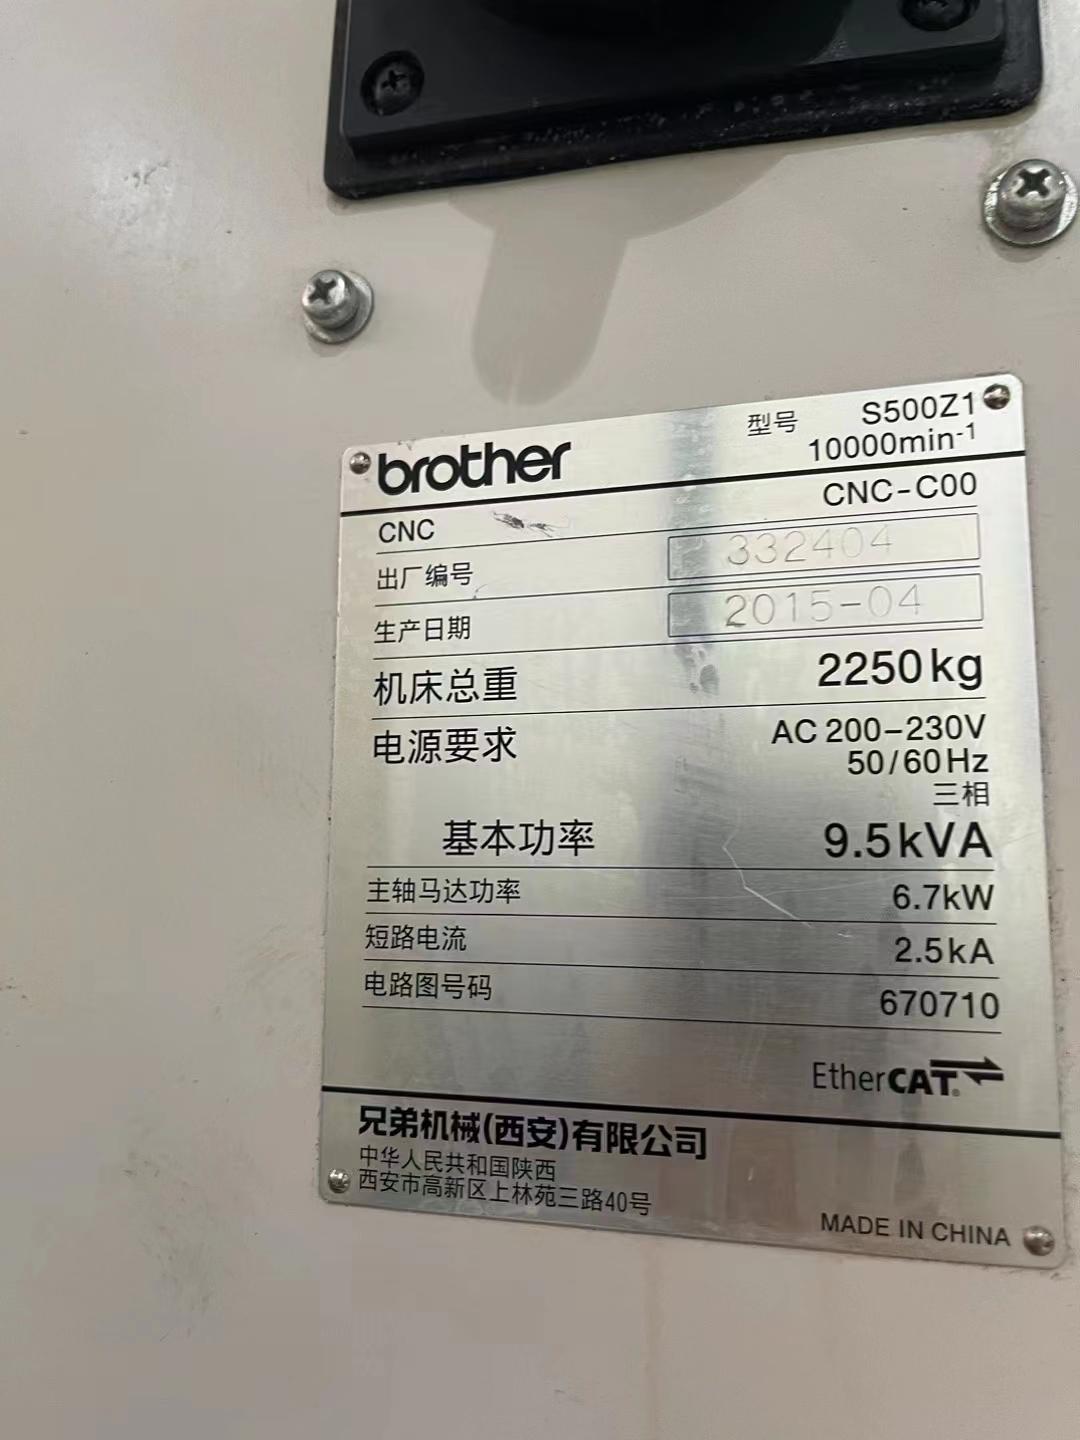 brother 型号 S500Z1
10000min-1
CNC CNC-C00
出厂编号 332404
生产日期 2015-04
机床总重 2250kg
电源要求 AC 200-230V
50/60Hz
三相
基本功率 9.5kVA
主轴马达功率 6.7kW
短路电流 2.5kA
电路图号码 670710
EtherCAT®
兄弟机械(西安)有限公司
中华人民共和国陕西
西安市高新区上林苑三路40号
MADE IN CHINA